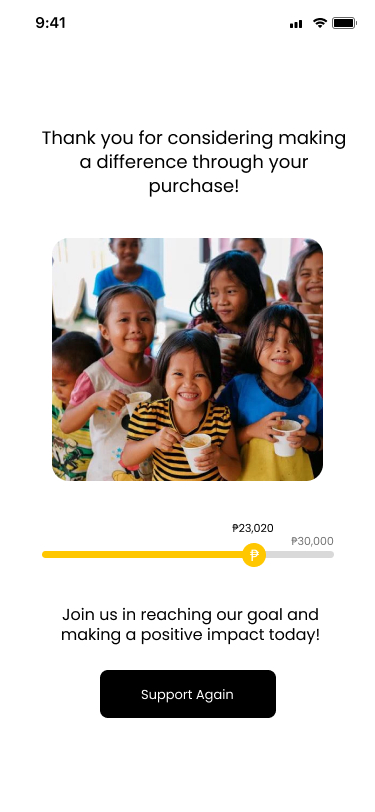 9:41
Thank you for considering making
a difference through your
purchase!
₱23,020
₱30,000
₱
Join us in reaching our goal and
making a positive impact today!
Support Again